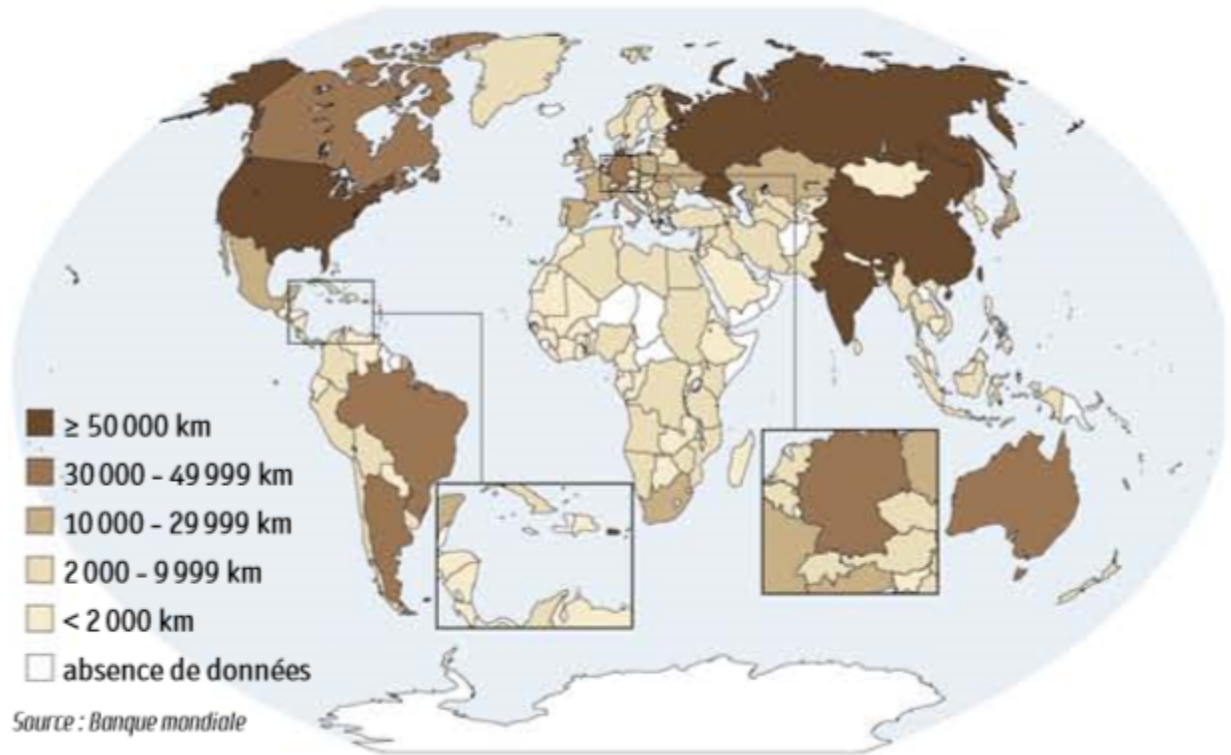 ≥ 50 000 km
30 000 – 49 999 km
10 000 – 29 999 km
2 000 – 9 999 km
< 2 000 km
absence de données
Source : Banque mondiale